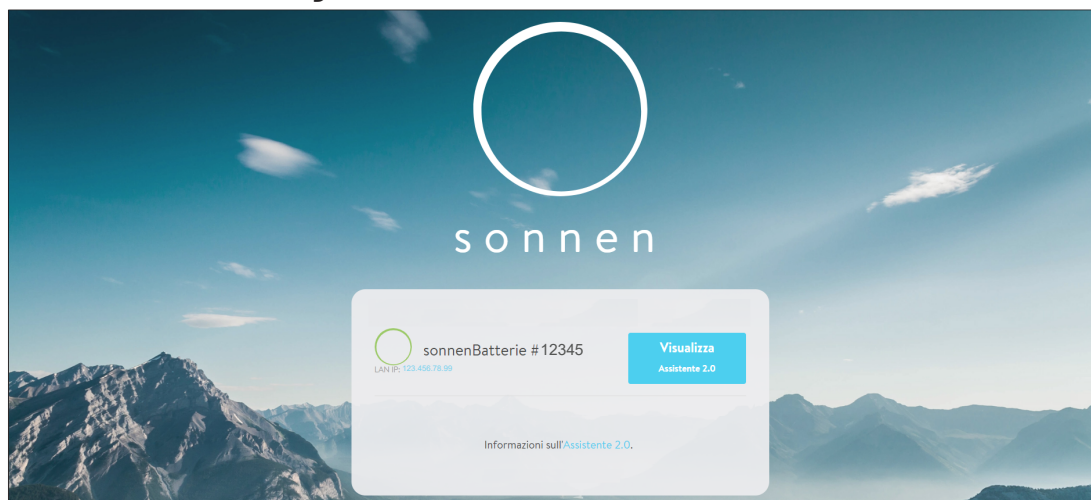 sonnen
sonnenBatterie #12345
LAN IP: 123.456.78.99
Visualizza
Assistente 2.0
Informazioni sull'Assistente 2.0.